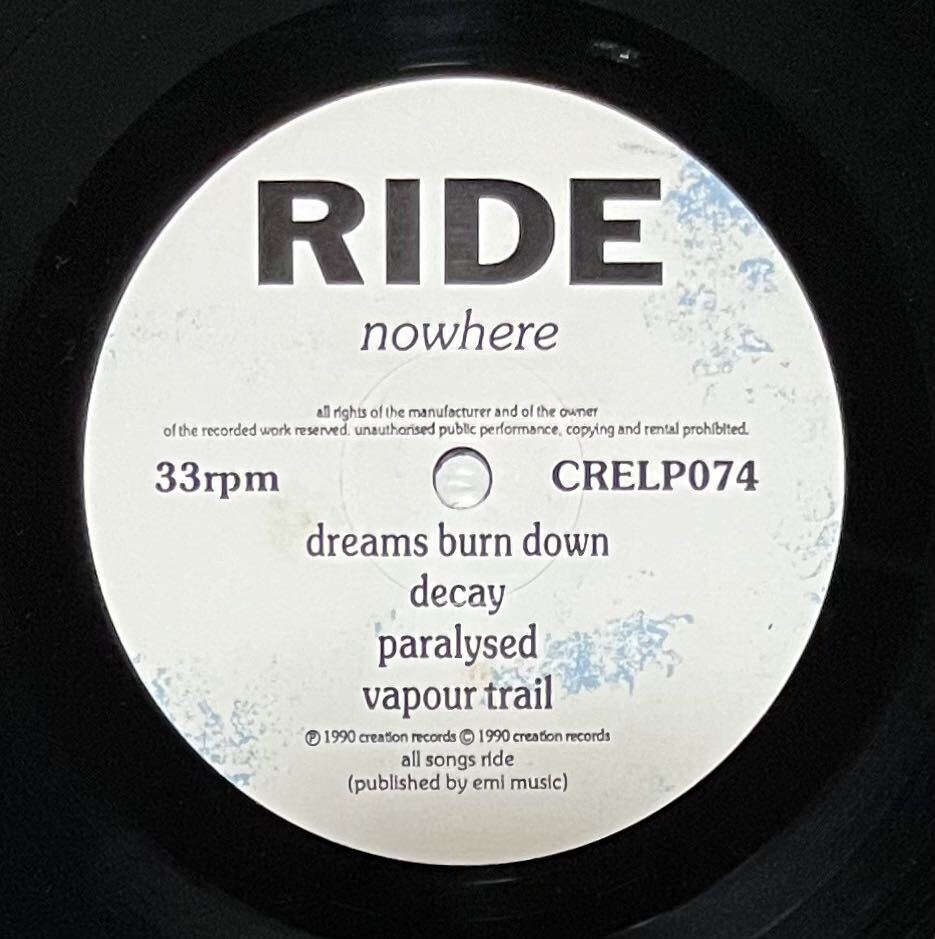 RIDE
nowhere
all rights of the manufacturer and of the owner
of the recorded work reserved. unauthorised public performance, copying and rental prohibited.
33rpm CRELP074
dreams burn down
decay
paralysed
vapour trail
℗ 1990 creation records © 1990 creation records
all songs ride
(published by emi music)